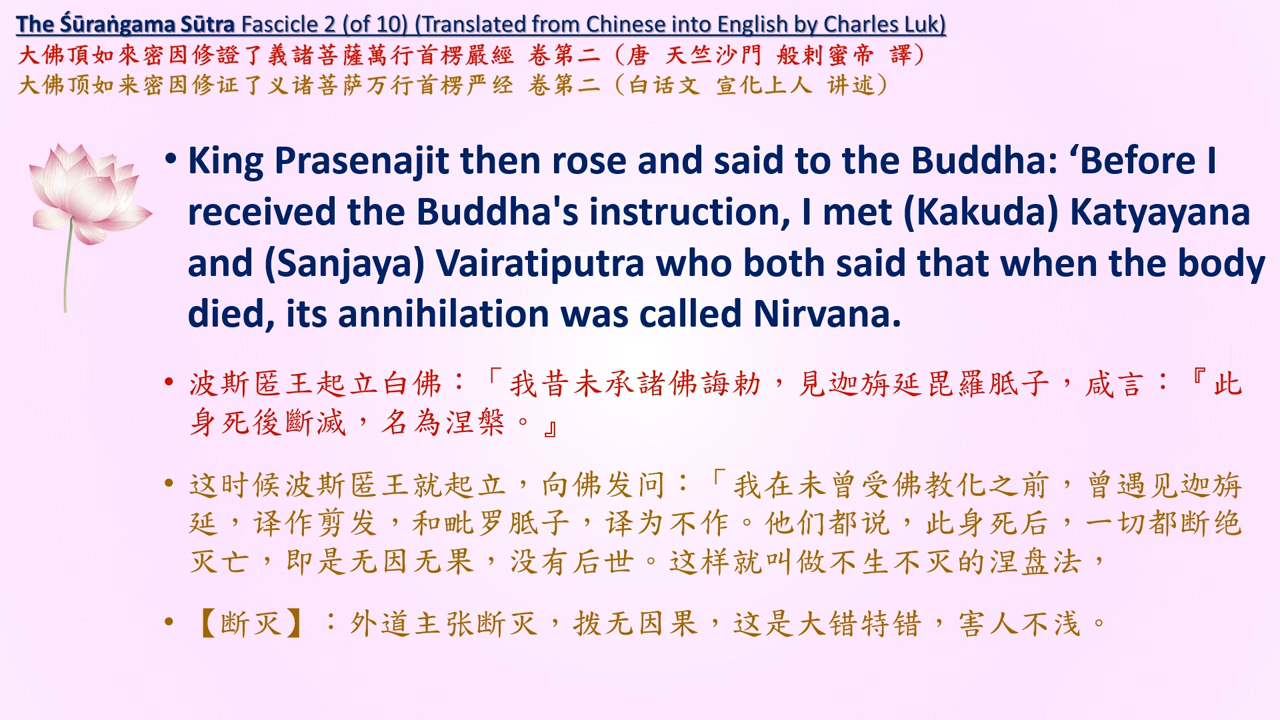 The Śūraṅgama Sūtra Fascicle 2 (of 10) (Translated from Chinese into English by Charles Luk)
大佛頂如來密因修證了義諸菩薩萬行首楞嚴經 卷第二（唐 天竺沙門 般剌蜜帝 譯）
大佛顶如来密因修证了义诸菩萨万行首楞严经 卷第二（白话文 宣化上人 讲述）
• King Prasenajit then rose and said to the Buddha: ‘Before I
received the Buddha's instruction, I met (Kakuda) Katyayana
and (Sanjaya) Vairatiputra who both said that when the body
died, its annihilation was called Nirvana.
• 波斯匿王起立白佛：「我昔未承諸佛誨勅，見迦旃延毘羅胝子，咸言：『此
身死後斷滅，名為涅槃。』
• 这时候波斯匿王就起立，向佛发问：「我在未曾受佛教化之前，曾遇见迦旃
延，译作剪发，和毗罗胝子，译为不作。他们都说，此身死后，一切都断绝
灭亡，即是无因无果，没有后世。这样就叫做不生不灭的涅盘法，
• 【断灭】：外道主张断灭，拨无因果，这是大错特错，害人不浅。